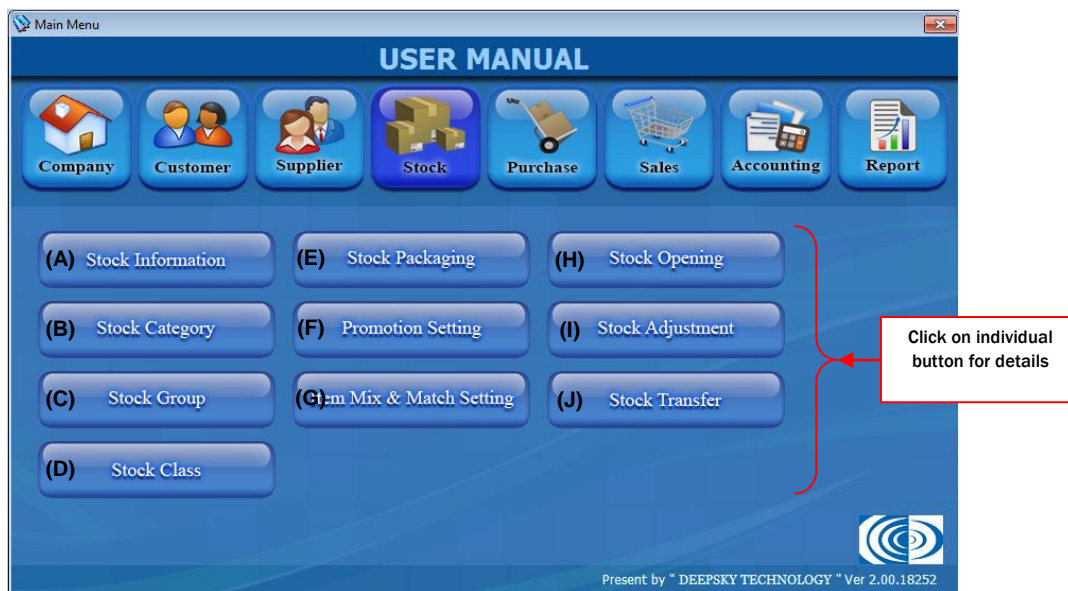 Main Menu
USER MANUAL
Company
Customer
Supplier
Stock
Purchase
Sales
Accounting
Report
(A) Stock Information
(E) Stock Packaging
(H) Stock Opening
(B) Stock Category
(F) Promotion Setting
(I) Stock Adjustment
(C) Stock Group
(G) Item Mix & Match Setting
(J) Stock Transfer
(D) Stock Class
Click on individual
button for details
Present by " DEEPSKY TECHNOLOGY " Ver 2.00.18252